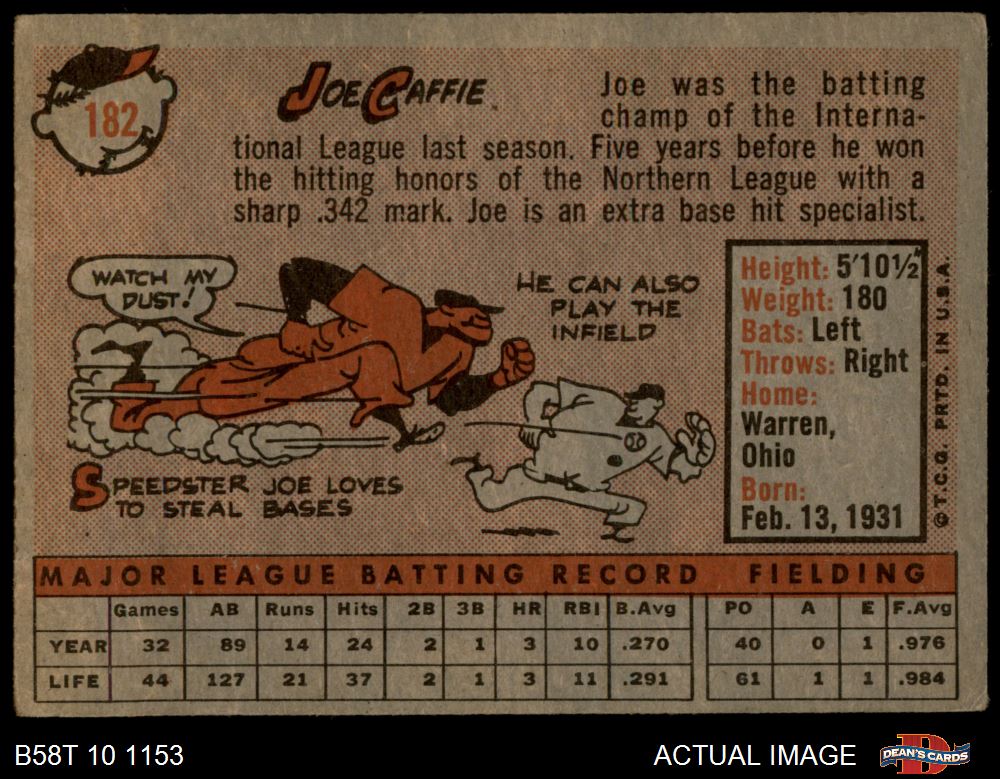 182
JOE CAFFIE
Joe was the batting
champ of the Interna-
tional League last season. Five years before he won
the hitting honors of the Northern League with a
sharp .342 mark. Joe is an extra base hit specialist.
WATCH MY
DUST!
HE CAN ALSO
PLAY THE
INFIELD
SPEEDSTER JOE LOVES
TO STEAL BASES
Height: 5'10½"
Weight: 180
Bats: Left
Throws: Right
Home:
Warren,
Ohio
Born:
Feb. 13, 1931
© T.C.G. PRTD. IN U.S.A.
MAJOR LEAGUE BATTING RECORD FIELDING
Games AB Runs Hits 2B 3B HR RBI B.Avg PO A E F.Avg
YEAR 32 89 14 24 2 1 3 10 .270 40 0 1 .976
LIFE 44 127 21 37 2 1 3 11 .291 61 1 1 .984
B58T 10 1153
ACTUAL IMAGE
D
DEAN'S CARDS